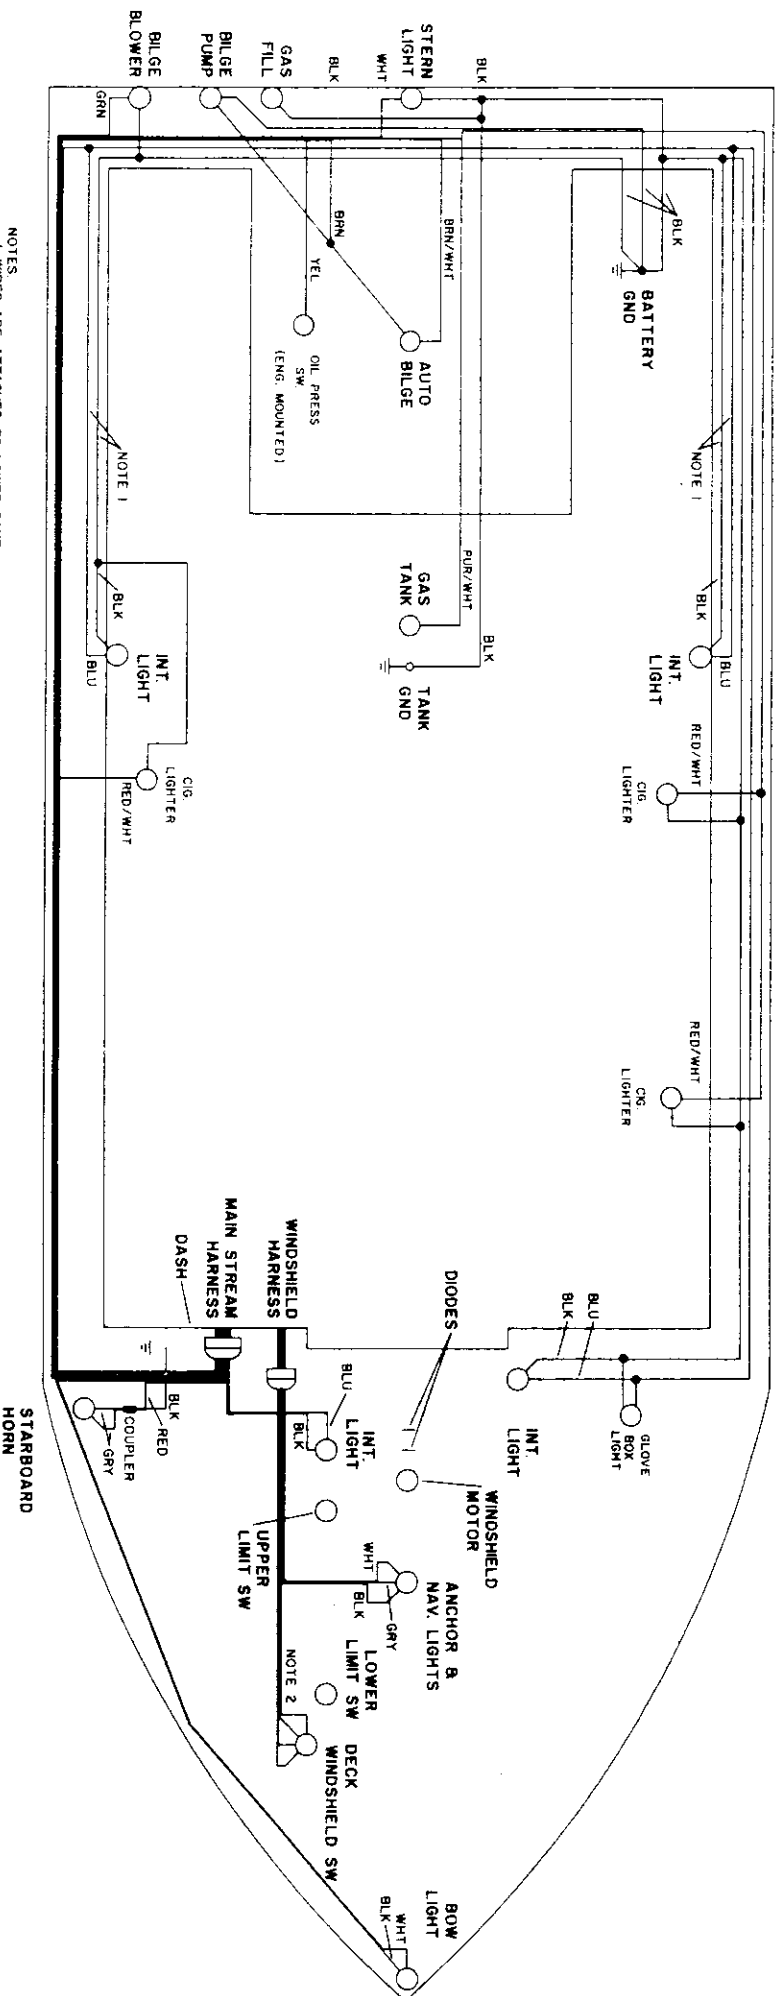 BLK
STERN
LIGHT
WHT
BLK
GAS
FILL
BILGE
PUMP
BILGE
BLOWER
GRN
BLK
BATTERY
GND
BRN/WHT
BRN
YEL
AUTO
BILGE
OIL PRESS
SW.
(ENG. MOUNTED)
NOTE 1
NOTE 1
PUR/WHT
BLK
GAS
TANK
TANK
GND
BLK
BLU
INT.
LIGHT
BLK
BLU
INT.
LIGHT
RED/WHT
CIG.
LIGHTER
CIG.
LIGHTER
RED/WHT
RED/WHT
CIG.
LIGHTER
BLK
BLU
GLOVE
BOX
LIGHT
INT.
LIGHT
DIODES
WINDSHIELD
MOTOR
WINDSHIELD
HARNESS
MAIN STREAM
HARNESS
DASH
BLU
BLK
INT.
LIGHT
UPPER
LIMIT SW
BLK
RED
COUPLER
GRY
STARBOARD
HORN
WHT
BLK
GRY
ANCHOR &
NAV. LIGHTS
LOWER
LIMIT SW
NOTE 2
DECK
WINDSHIELD SW
BOW
LIGHT
WHT
BLK
NOTES